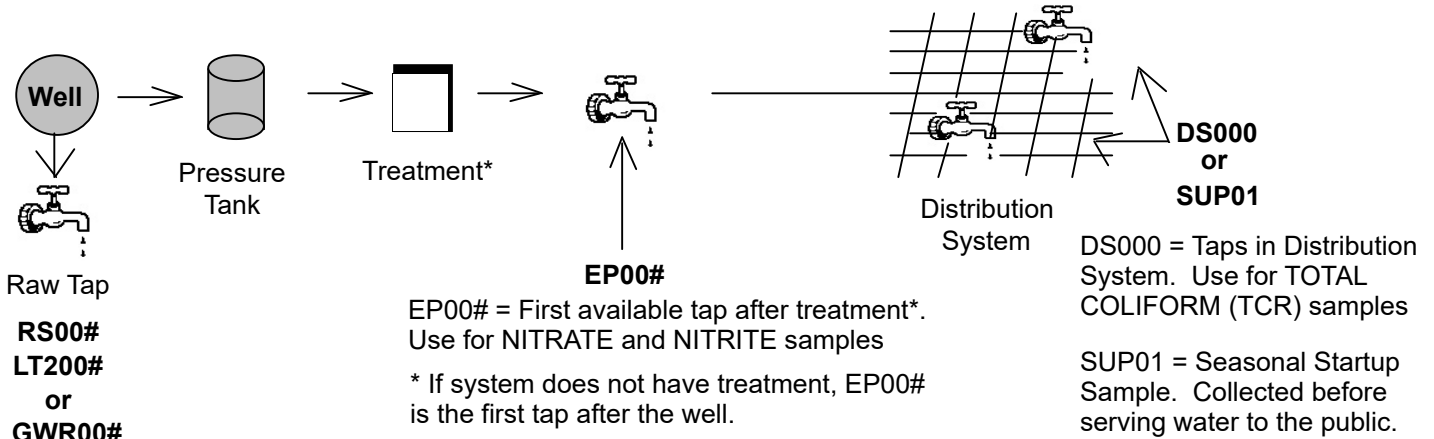 Well
Pressure
Tank
Treatment*
Raw Tap
RS00#
LT200#
or
GWR00#
EP00#
EP00# = First available tap after treatment*.
Use for NITRATE and NITRITE samples
* If system does not have treatment, EP00#
is the first tap after the well.
Distribution
System
DS000
or
SUP01
DS000 = Taps in Distribution
System. Use for TOTAL
COLIFORM (TCR) samples
SUP01 = Seasonal Startup
Sample. Collected before
serving water to the public.